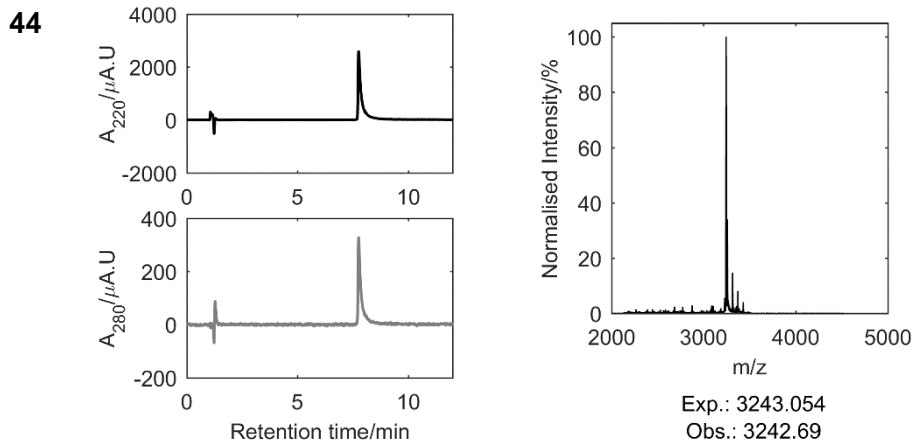 44
A220/μA.U
4000
2000
0
-2000
0 5 10
A280/μA.U
400
200
0
-200
0 5 10
Retention time/min
Normalised Intensity/%
100
80
60
40
20
0
2000 3000 4000 5000
m/z
Exp.: 3243.054
Obs.: 3242.69